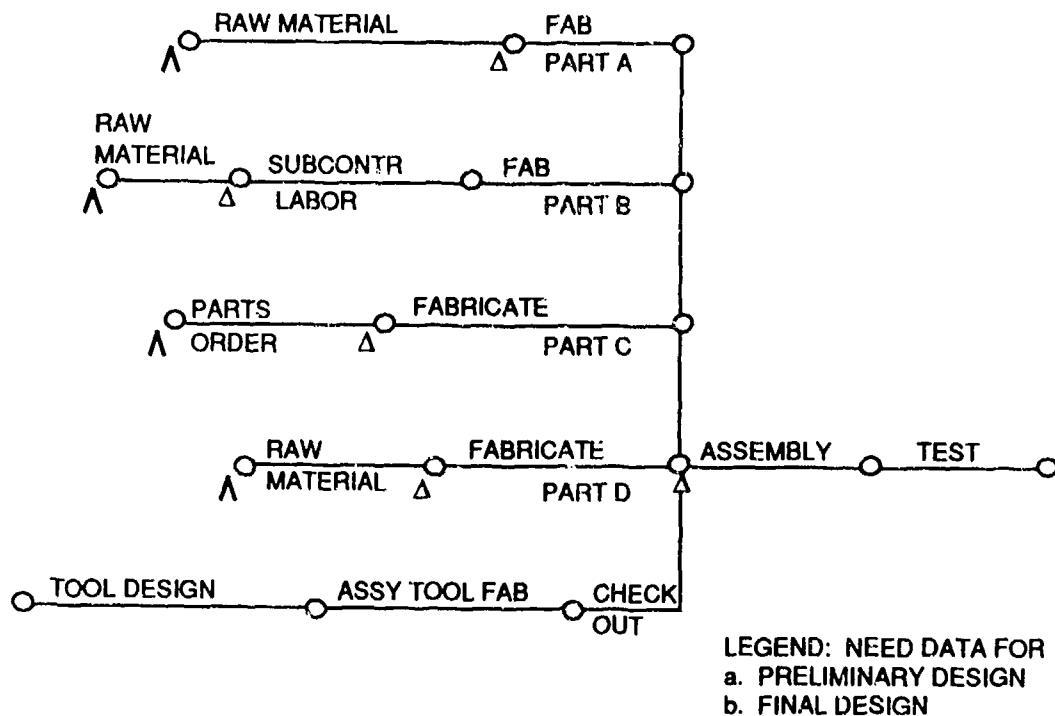 RAW MATERIAL
FAB
PART A
RAW
MATERIAL
SUBCONTR
LABOR
FAB
PART B
PARTS
ORDER
FABRICATE
PART C
RAW
MATERIAL
FABRICATE
PART D
ASSEMBLY
TEST
TOOL DESIGN
ASSY TOOL FAB
CHECK
OUT
LEGEND: NEED DATA FOR
a. PRELIMINARY DESIGN
b. FINAL DESIGN